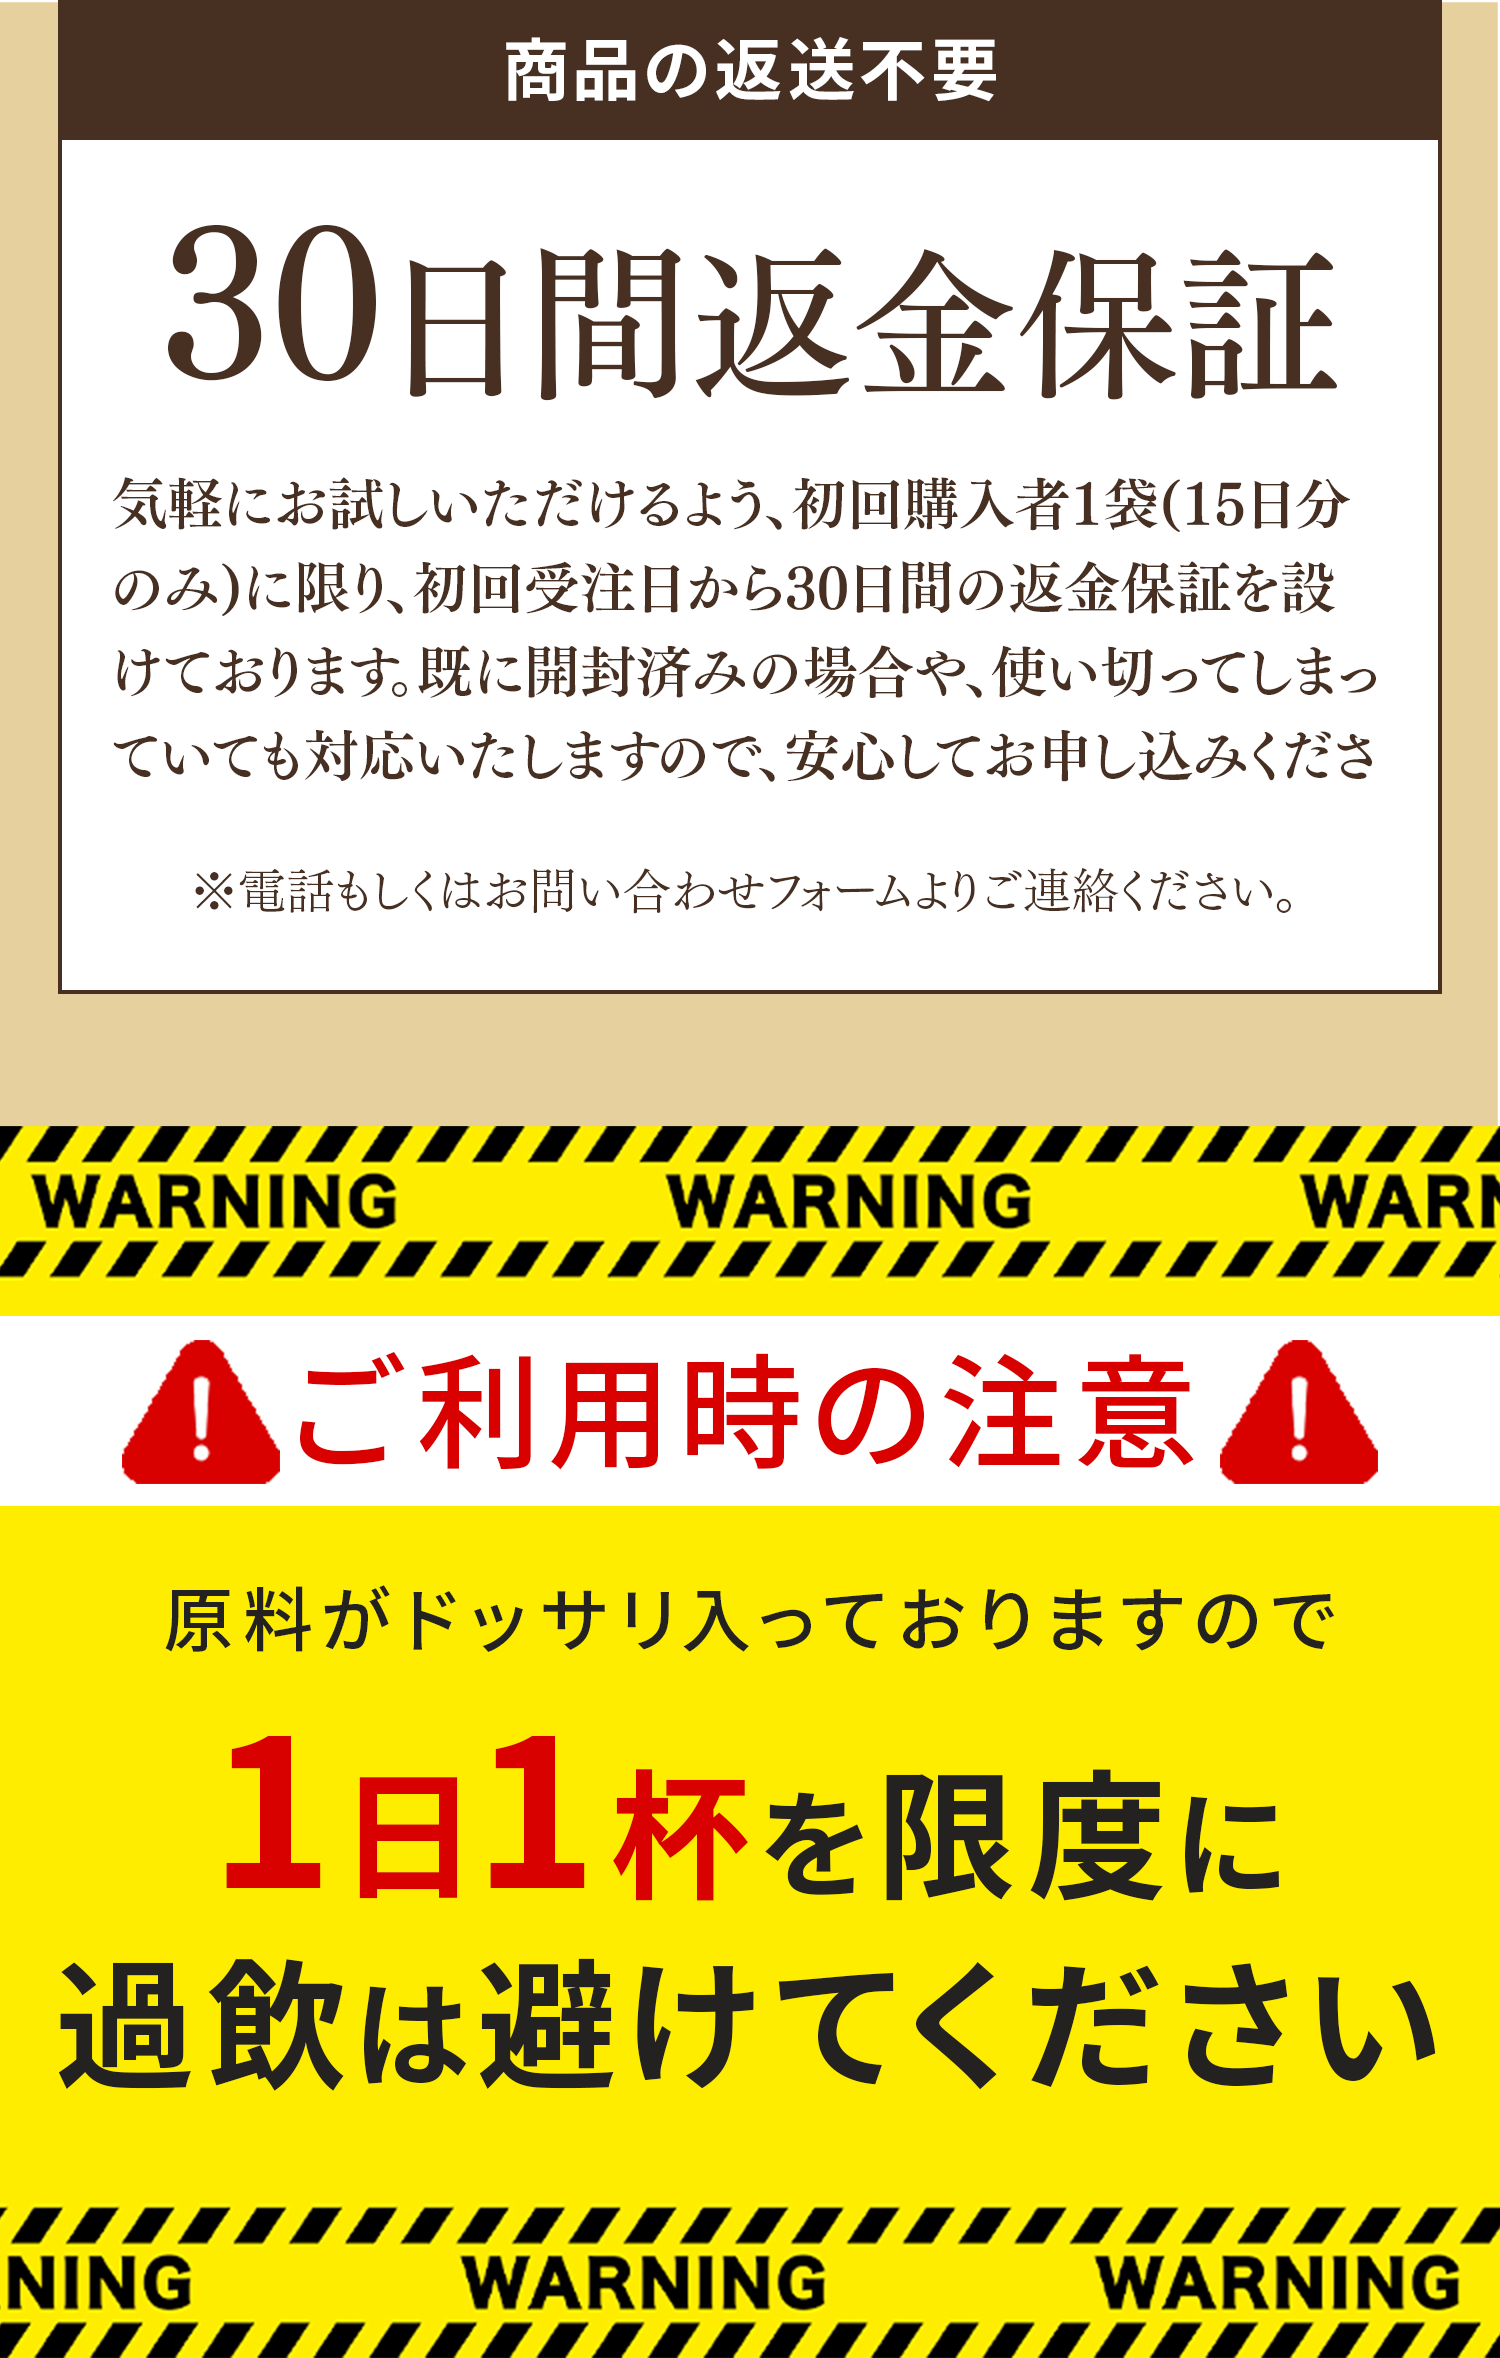 商品の返送不要
30日間返金保証
気軽にお試しいただけるよう、初回購入者1袋(15日分
のみ)に限り、初回受注日から30日間の返金保証を設
けております。既に開封済みの場合や、使い切ってしまっ
ていても対応いたしますので、安心してお申し込みくださ
※電話もしくはお問い合わせフォームよりご連絡ください。
WARNING WARNING WARN
ご利用時の注意
原料がドッサリ入っておりますので
1日1杯を限度に
過飲は避けてください
NING WARNING WARNING